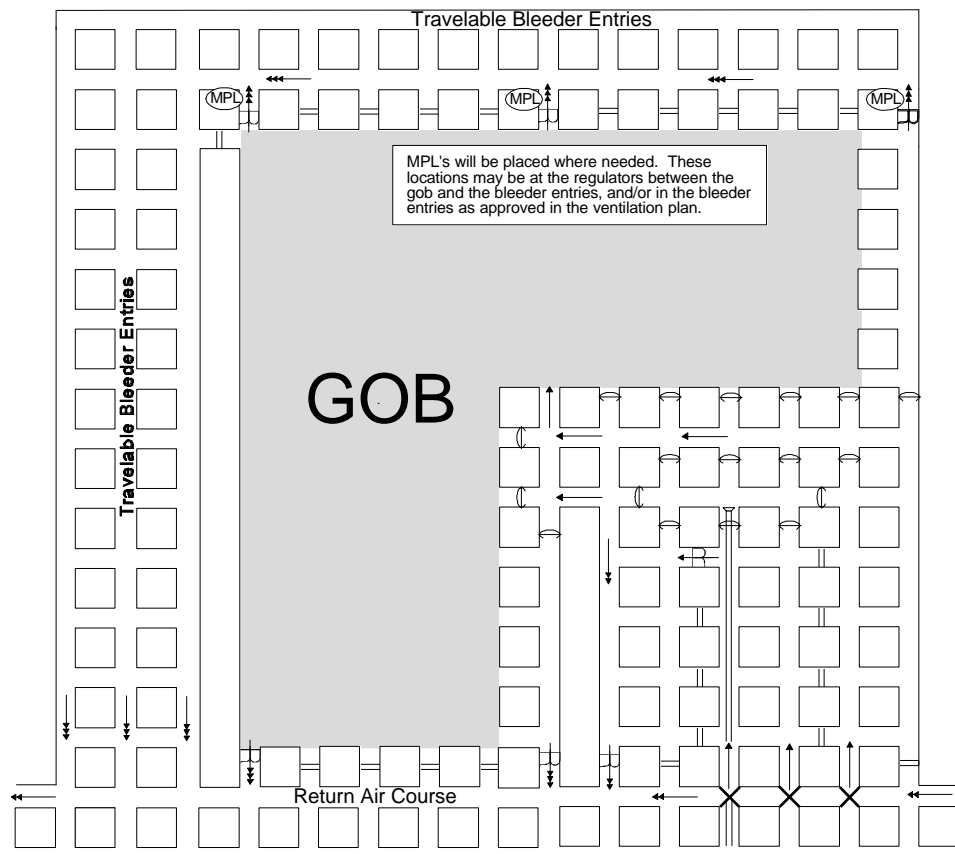 Travelable Bleeder Entries
MPL
MPL
MPL
MPL's will be placed where needed.  These
locations may be at the regulators between the
gob and the bleeder entries, and/or in the bleeder
entries as approved in the ventilation plan.
Travelable Bleeder Entries
GOB
R
Return Air Course